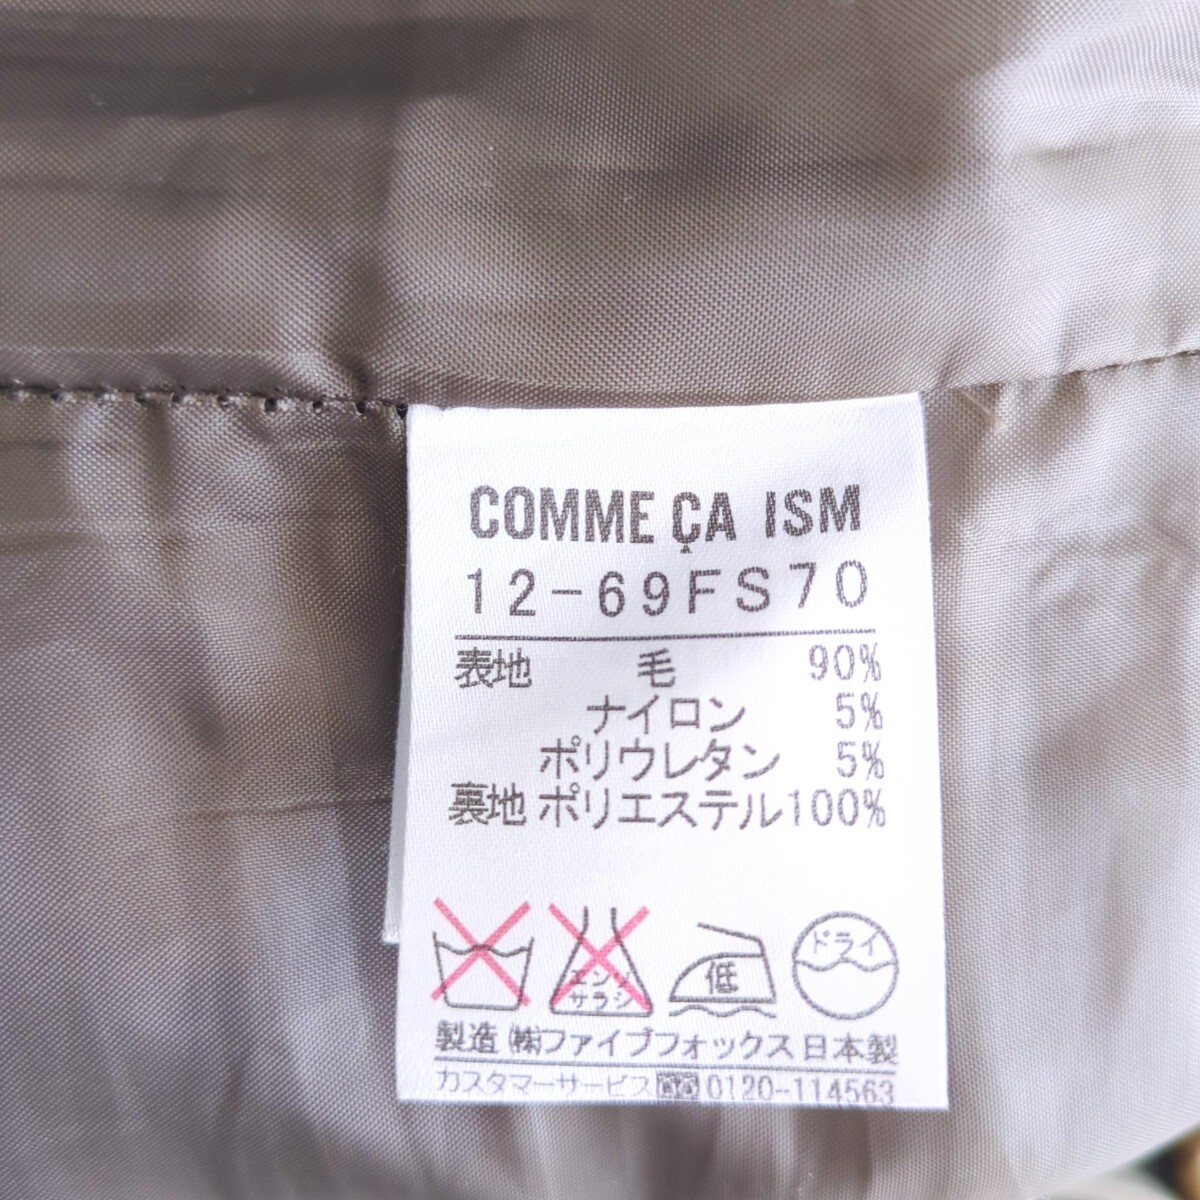 COMME ÇA ISM
12-69FS70
表地 毛 90%
ナイロン 5%
ポリウレタン 5%
裏地 ポリエステル100%
エンソ
サラシ
低
ドライ
製造 ㈱ファイブフォックス 日本製
カスタマーサービス 0120-114563